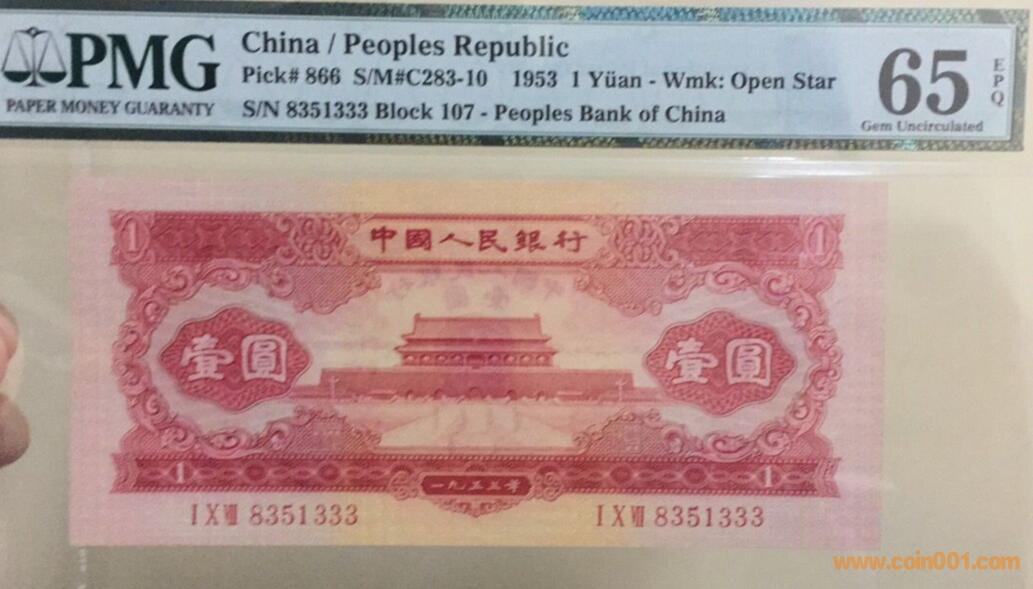 PMG
PAPER MONEY GUARANTY
China / Peoples Republic
Pick# 866 S/M#C283-10 1953 1 Yüan - Wmk: Open Star
S/N 8351333 Block 107 - Peoples Bank of China
65
EPQ
Gem Uncirculated
中國人民銀行
1
1
壹圓
壹圓
1
1
一九五三年
I X VII 8351333
I X VII 8351333
www.coin001.com